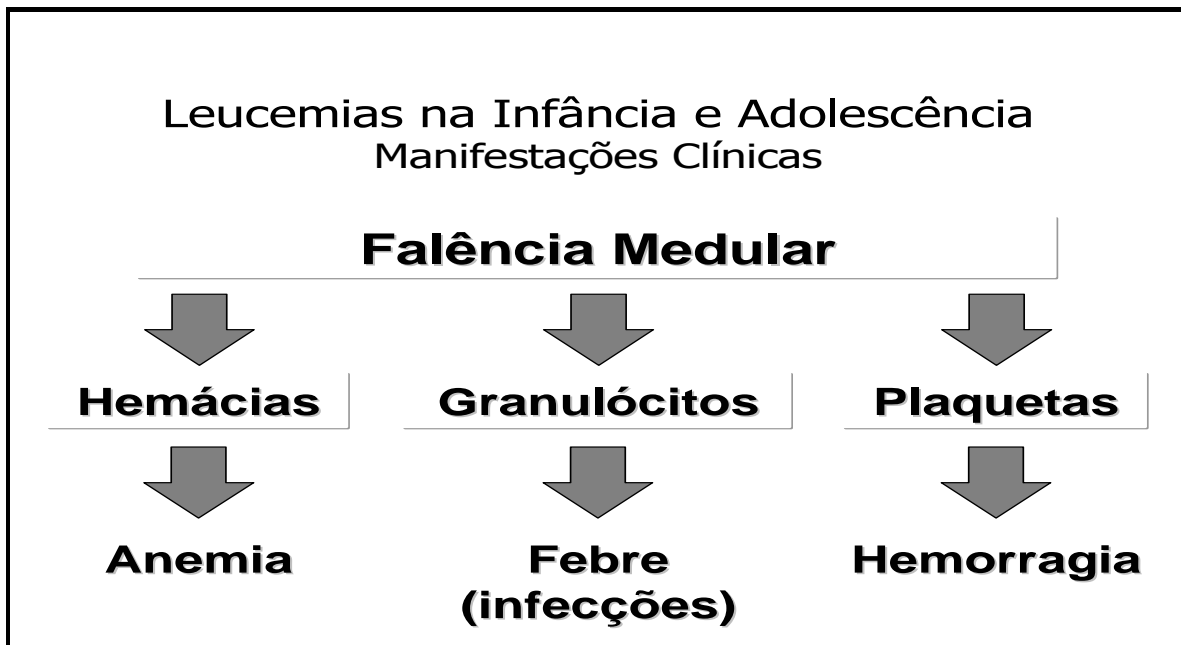 Leucemias na Infância e Adolescência
Manifestações Clínicas
Falência Medular
Hemácias
Granulócitos
Plaquetas
Anemia
Febre
(infecções)
Hemorragia